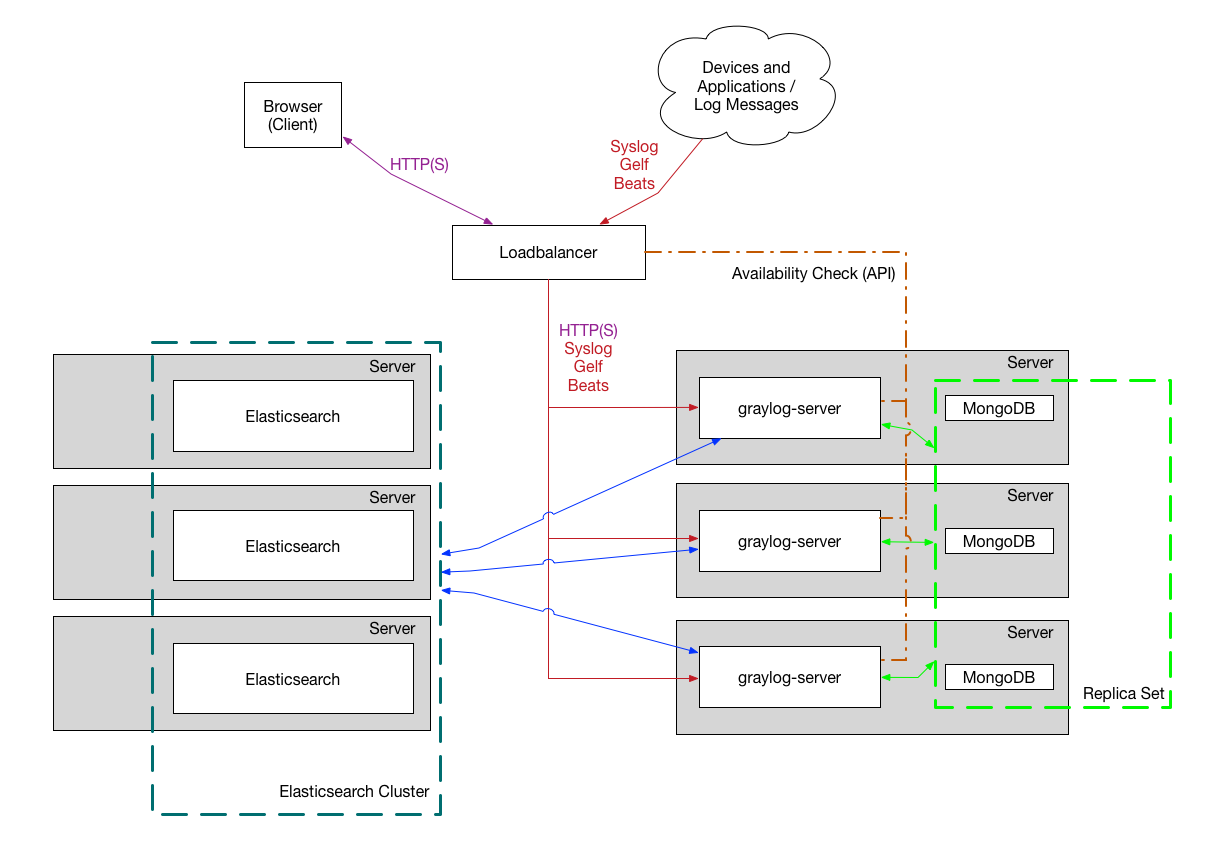 Devices and
Applications /
Log Messages
Browser
(Client)
HTTP(S)
Syslog
Gelf
Beats
Loadbalancer
Availability Check (API)
HTTP(S)
Syslog
Gelf
Beats
Server
Elasticsearch
Server
Elasticsearch
Server
Elasticsearch
Elasticsearch Cluster
Server
graylog-server
MongoDB
Server
graylog-server
MongoDB
Server
graylog-server
MongoDB
Replica Set